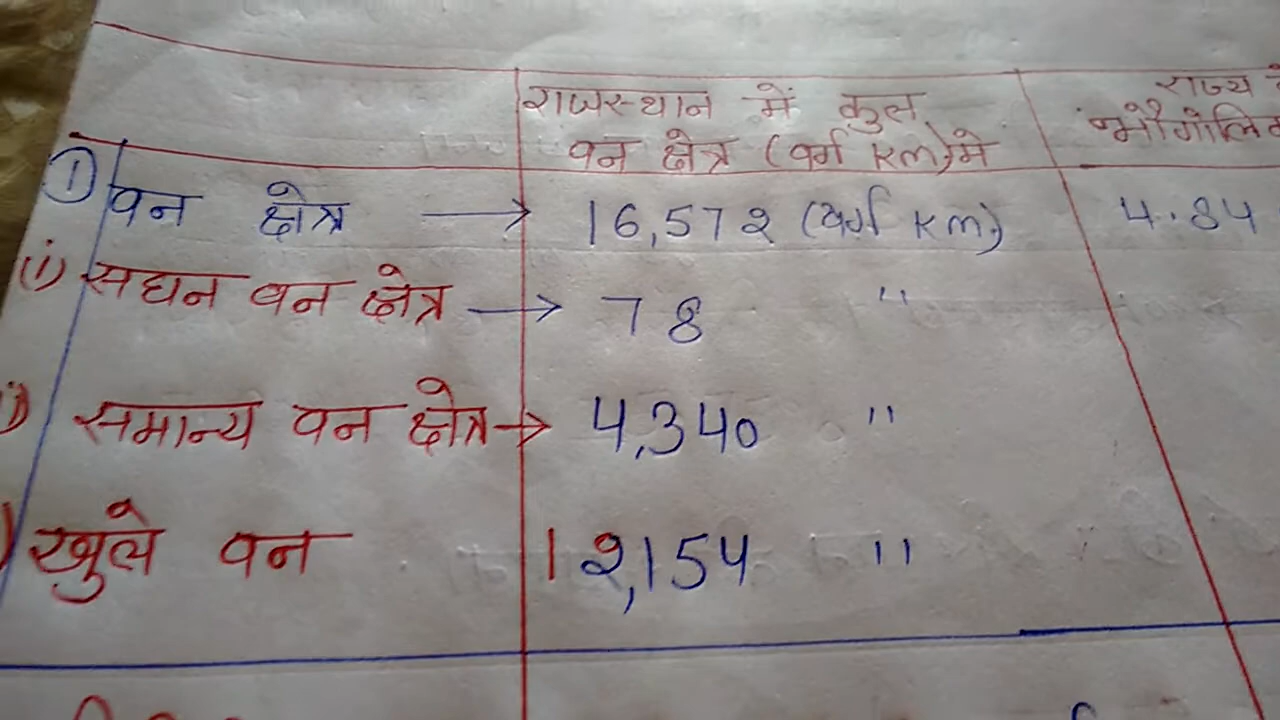 राजस्थान में कुल राज्य
वन क्षेत्र (वर्ग KM) मे
① वन क्षेत्र → 16,572 (वर्ग KM) 4.84
(i) सघन वन क्षेत्र → 78 "
समान्य वन क्षेत्र → 4,340 "
खुले वन 12,154 "